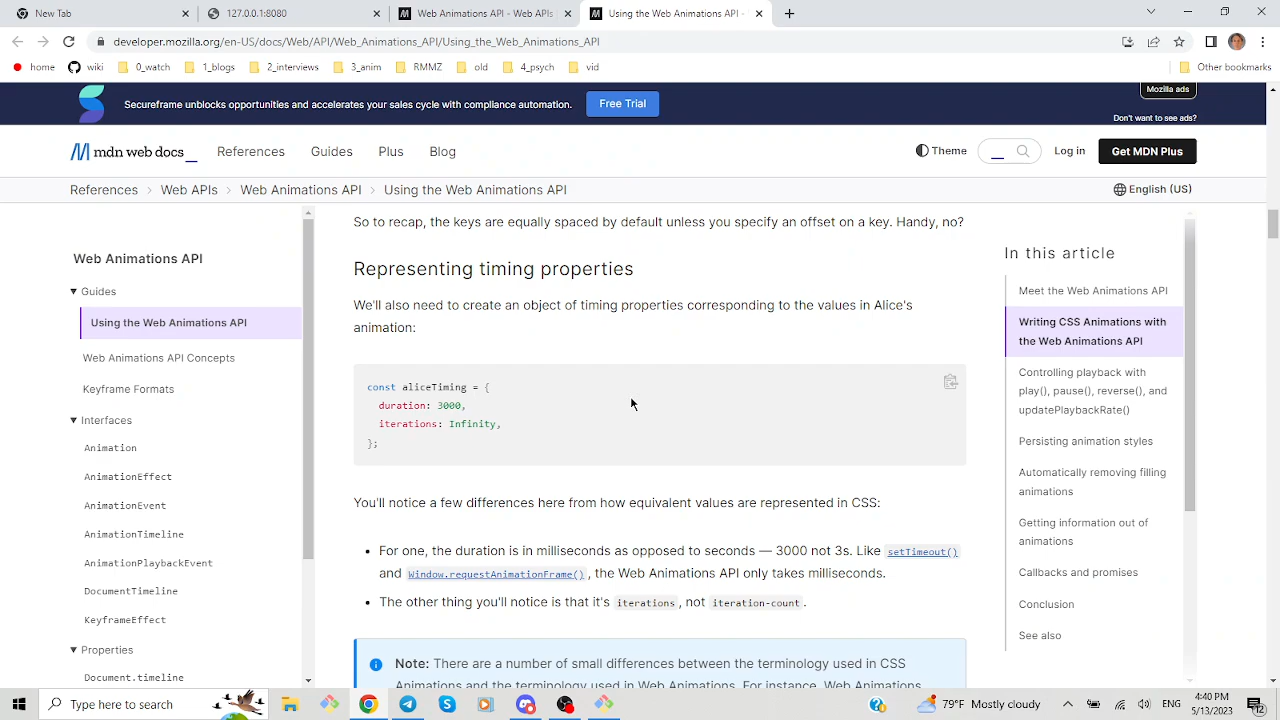 New Tab
127.0.0.1:8080
Web Animations API - Web APIs
Using the Web Animations API -
developer.mozilla.org/en-US/docs/Web/API/Web_Animations_API/Using_the_Web_Animations_API
home
wiki
0_watch
1_blogs
2_interviews
3_anim
RMMZ
old
4_psych
vid
Other bookmarks
Secureframe unblocks opportunities and accelerates your sales cycle with compliance automation.
Free Trial
Mozilla ads
Don't want to see ads?
mdn web docs_
References
Guides
Plus
Blog
Theme
Log in
Get MDN Plus
References
Web APIs
Web Animations API
Using the Web Animations API
English (US)
Web Animations API
Guides
Using the Web Animations API
Web Animations API Concepts
Keyframe Formats
Interfaces
Animation
AnimationEffect
AnimationEvent
AnimationTimeline
AnimationPlaybackEvent
DocumentTimeline
KeyframeEffect
Properties
Document.timeline
So to recap, the keys are equally spaced by default unless you specify an offset on a key. Handy, no?
Representing timing properties
We'll also need to create an object of timing properties corresponding to the values in Alice's
animation:
const aliceTiming = {
duration: 3000,
iterations: Infinity,
};
You'll notice a few differences here from how equivalent values are represented in CSS:
• For one, the duration is in milliseconds as opposed to seconds — 3000 not 3s. Like setTimeout()
and Window.requestAnimationFrame(), the Web Animations API only takes milliseconds.
• The other thing you'll notice is that it's iterations, not iteration-count.
Note: There are a number of small differences between the terminology used in CSS
Animations and the terminology used in Web Animations. For instance, Web Animations
In this article
Meet the Web Animations API
Writing CSS Animations with
the Web Animations API
Controlling playback with
play(), pause(), reverse(), and
updatePlaybackRate()
Persisting animation styles
Automatically removing filling
animations
Getting information out of
animations
Callbacks and promises
Conclusion
See also
Type here to search
79°F Mostly cloudy
4:40 PM
5/13/2023
12